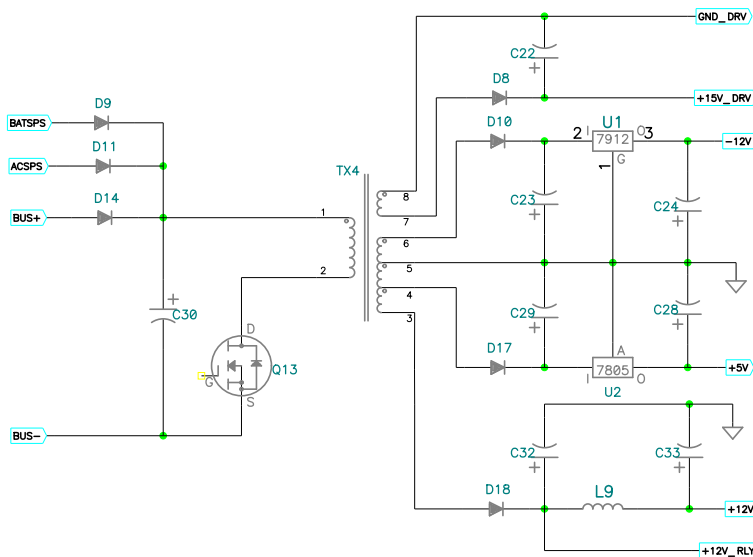 GND_DRV
C22
D8
+15V_DRV
D9
BATSPS
D10
U1
2
I
7912
O
3
-12V
G
1
D11
ACSPS
TX4
8
7
C23
C24
D14
BUS+
1
6
5
2
4
3
C30
C29
C28
D
Q13
G
S
D17
A
I
7805
O
+5V
U2
BUS-
C32
C33
D18
L9
+12V
+12V_RLY